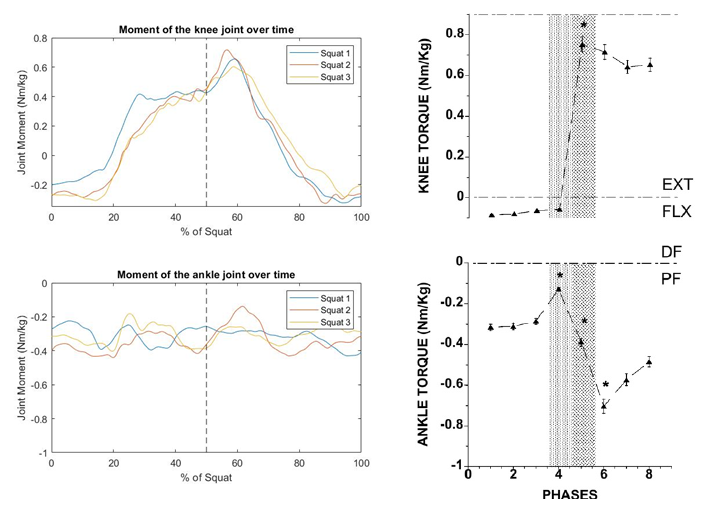 Moment of the knee joint over time
Joint Moment (Nm/kg)
0.8
0.6
0.4
0.2
0
-0.2
0
20
40
60
80
100
% of Squat
Squat 1
Squat 2
Squat 3
KNEE TORQUE (Nm/Kg)
0.8
0.6
0.4
0.2
0
*
EXT
FLX
Moment of the ankle joint over time
Joint Moment (Nm/kg)
0
-0.2
-0.4
-0.6
-0.8
-1
0
20
40
60
80
100
% of Squat
Squat 1
Squat 2
Squat 3
ANKLE TORQUE (Nm/Kg)
DF
PF
0
-0.2
-0.4
-0.6
-0.8
-1
*
*
*
0
2
4
6
8
PHASES